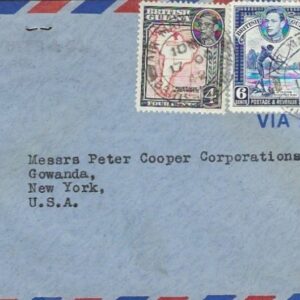 BRITISH
GUIANA
4
FOUR CENTS
6
CENTS POSTAGE & REVENUE
VIA
Messrs Peter Cooper Corporations
Gowanda,
New York,
U.S.A.